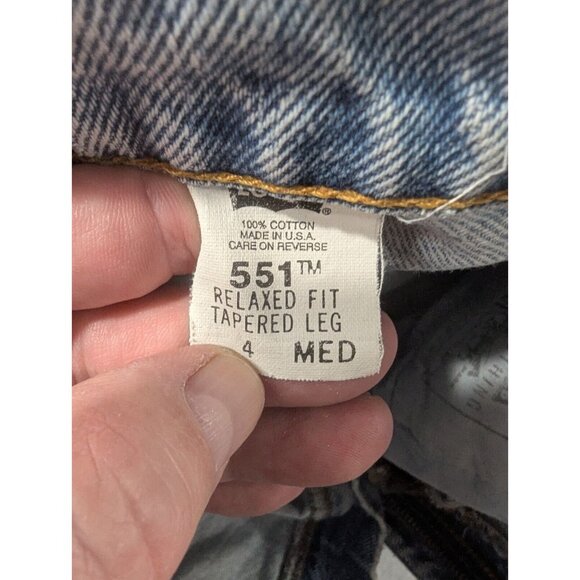 ®
100% COTTON
MADE IN U.S.A.
CARE ON REVERSE
551™
RELAXED FIT
TAPERED LEG
4 MED